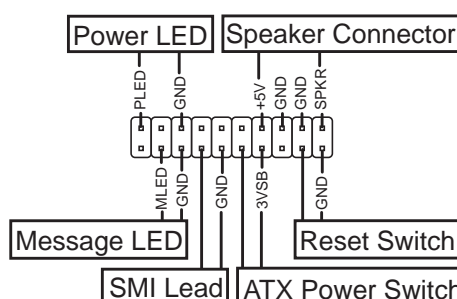 Power LED Speaker Connector
PLED GND +5V GND GND SPKR
MLED GND GND 3VSB GND
Message LED Reset Switch
SMI Lead ATX Power Switch